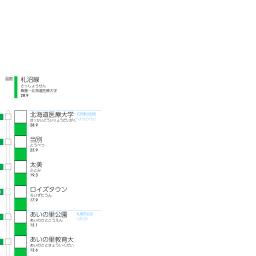 札沼線
さっしょうせん
桑園－北海道医療大学
28.9
北海道医療大学
ほっかいどういりょうだいがく
28.9
当別
とうべつ
25.9
太美
ふとみ
19.3
ロイズタウン
ろいずたうん
17.9
あいの里公園
あいのさとこうえん
15.1
あいの里教育大
あいのさときょういくだい
13.6